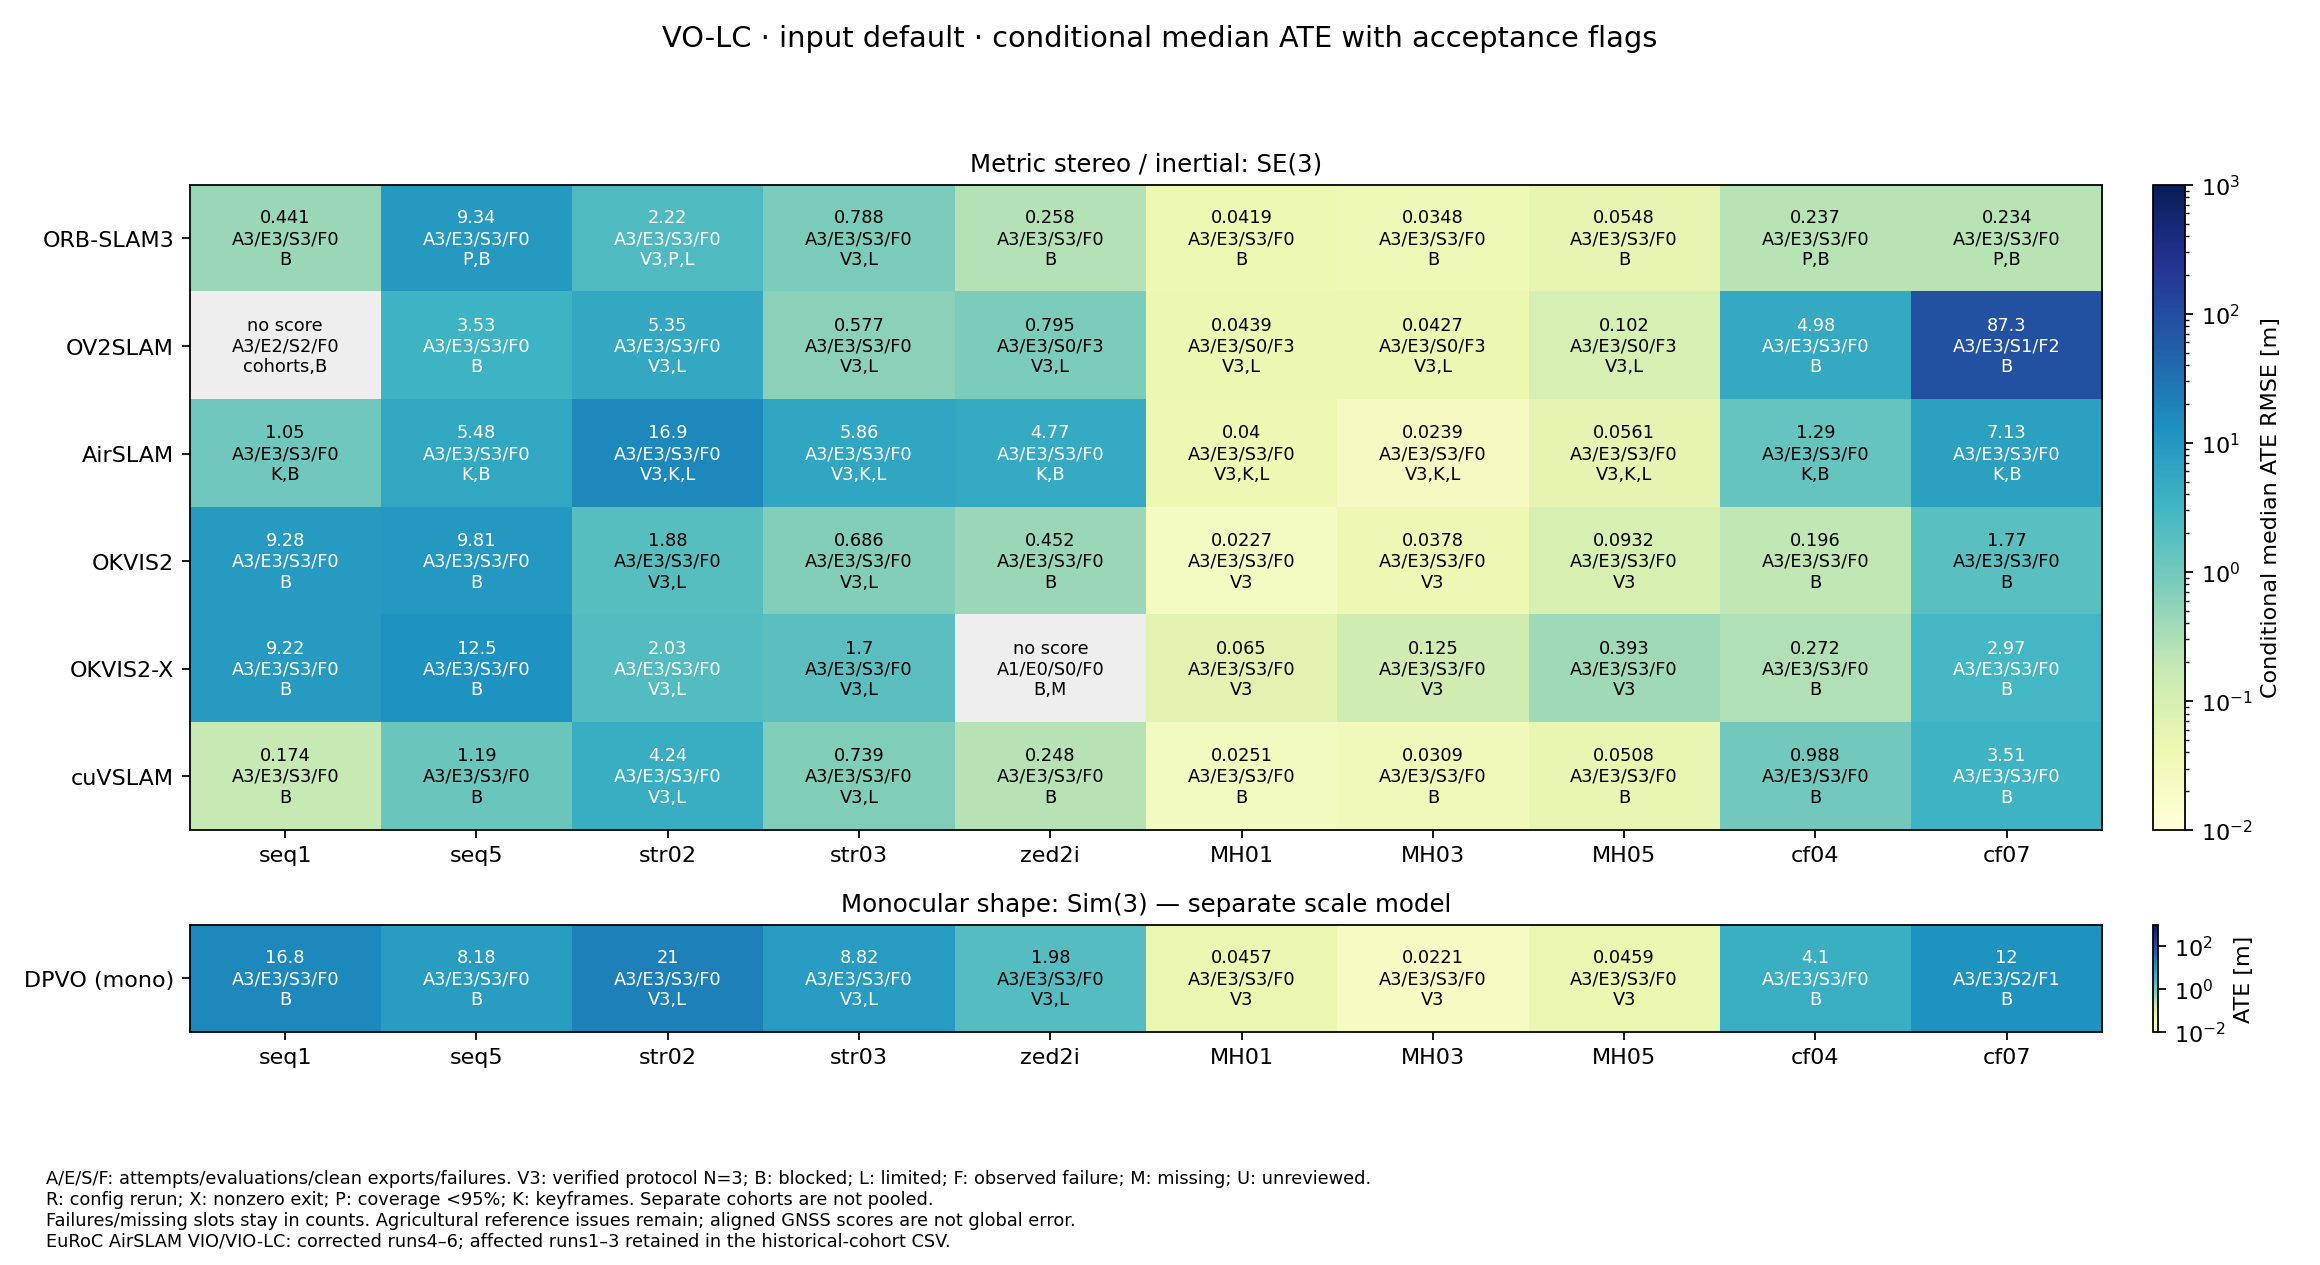 VO-LC · input default · conditional median ATE with acceptance flags
Metric stereo / inertial: SE(3)
ORB-SLAM3
0.441
A3/E3/S3/F0
B
9.34
A3/E3/S3/F0
P,B
2.22
A3/E3/S3/F0
V3,P,L
0.788
A3/E3/S3/F0
V3,L
0.258
A3/E3/S3/F0
B
0.0419
A3/E3/S3/F0
B
0.0348
A3/E3/S3/F0
B
0.0548
A3/E3/S3/F0
B
0.237
A3/E3/S3/F0
P,B
0.234
A3/E3/S3/F0
P,B
OV2SLAM
no score
A3/E2/S2/F0
cohorts,B
3.53
A3/E3/S3/F0
B
5.35
A3/E3/S3/F0
V3,L
0.577
A3/E3/S3/F0
V3,L
0.795
A3/E3/S0/F3
V3,L
0.0439
A3/E3/S0/F3
V3,L
0.0427
A3/E3/S0/F3
V3,L
0.102
A3/E3/S0/F3
V3,L
4.98
A3/E3/S3/F0
B
87.3
A3/E3/S1/F2
B
AirSLAM
1.05
A3/E3/S3/F0
K,B
5.48
A3/E3/S3/F0
K,B
16.9
A3/E3/S3/F0
V3,K,L
5.86
A3/E3/S3/F0
V3,K,L
4.77
A3/E3/S3/F0
K,B
0.04
A3/E3/S3/F0
V3,K,L
0.0239
A3/E3/S3/F0
V3,K,L
0.0561
A3/E3/S3/F0
V3,K,L
1.29
A3/E3/S3/F0
K,B
7.13
A3/E3/S3/F0
K,B
OKVIS2
9.28
A3/E3/S3/F0
B
9.81
A3/E3/S3/F0
B
1.88
A3/E3/S3/F0
V3,L
0.686
A3/E3/S3/F0
V3,L
0.452
A3/E3/S3/F0
B
0.0227
A3/E3/S3/F0
V3
0.0378
A3/E3/S3/F0
V3
0.0932
A3/E3/S3/F0
V3
0.196
A3/E3/S3/F0
B
1.77
A3/E3/S3/F0
B
OKVIS2-X
9.22
A3/E3/S3/F0
B
12.5
A3/E3/S3/F0
B
2.03
A3/E3/S3/F0
V3,L
1.7
A3/E3/S3/F0
V3,L
no score
A1/E0/S0/F0
B,M
0.065
A3/E3/S3/F0
V3
0.125
A3/E3/S3/F0
V3
0.393
A3/E3/S3/F0
V3
0.272
A3/E3/S3/F0
B
2.97
A3/E3/S3/F0
B
cuVSLAM
0.174
A3/E3/S3/F0
B
1.19
A3/E3/S3/F0
B
4.24
A3/E3/S3/F0
V3,L
0.739
A3/E3/S3/F0
V3,L
0.248
A3/E3/S3/F0
B
0.0251
A3/E3/S3/F0
B
0.0309
A3/E3/S3/F0
B
0.0508
A3/E3/S3/F0
B
0.988
A3/E3/S3/F0
B
3.51
A3/E3/S3/F0
B
seq1 seq5 str02 str03 zed2i MH01 MH03 MH05 cf04 cf07
10³
10²
10¹
10⁰
10⁻¹
10⁻²
Conditional median ATE RMSE [m]
Monocular shape: Sim(3) — separate scale model
DPVO (mono)
16.8
A3/E3/S3/F0
B
8.18
A3/E3/S3/F0
B
21
A3/E3/S3/F0
V3,L
8.82
A3/E3/S3/F0
V3,L
1.98
A3/E3/S3/F0
V3,L
0.0457
A3/E3/S3/F0
V3
0.0221
A3/E3/S3/F0
V3
0.0459
A3/E3/S3/F0
V3
4.1
A3/E3/S3/F0
B
12
A3/E3/S2/F1
B
seq1 seq5 str02 str03 zed2i MH01 MH03 MH05 cf04 cf07
10²
10⁰
10⁻²
ATE [m]
A/E/S/F: attempts/evaluations/clean exports/failures. V3: verified protocol N=3; B: blocked; L: limited; F: observed failure; M: missing; U: unreviewed.
R: config rerun; X: nonzero exit; P: coverage <95%; K: keyframes. Separate cohorts are not pooled.
Failures/missing slots stay in counts. Agricultural reference issues remain; aligned GNSS scores are not global error.
EuRoC AirSLAM VIO/VIO-LC: corrected runs4–6; affected runs1–3 retained in the historical-cohort CSV.